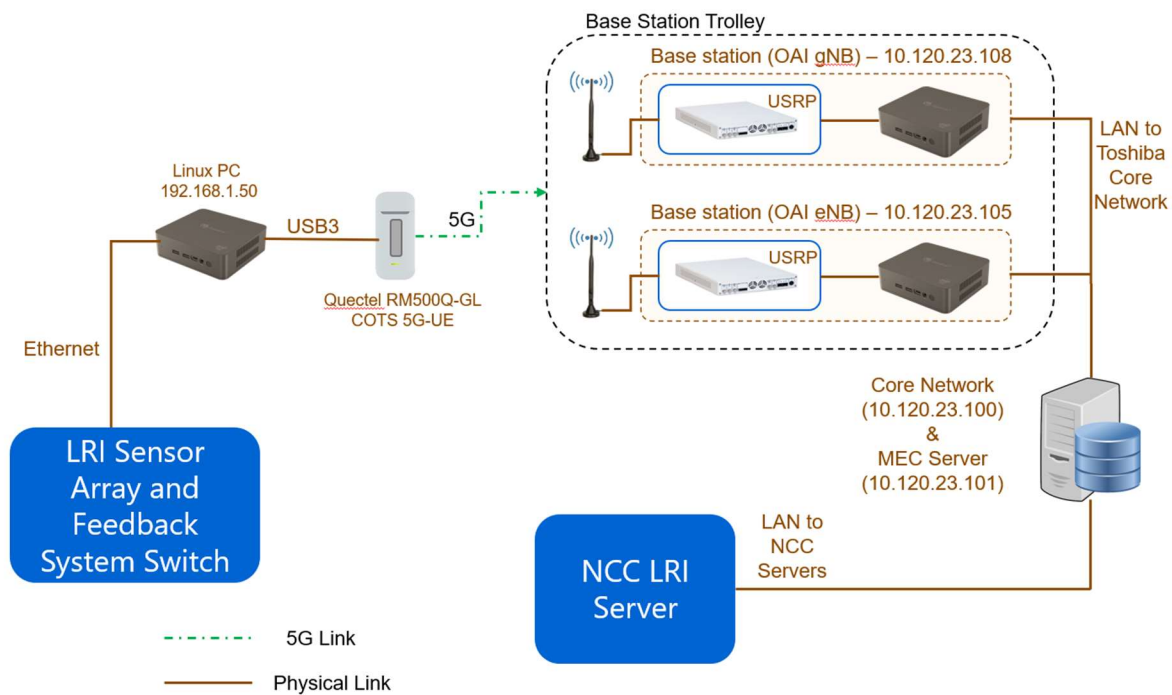 Base Station Trolley
Base station (OAI gNB) – 10.120.23.108
USRP
LAN to
Toshiba
Core
Network
Linux PC
192.168.1.50
USB3
5G
Base station (OAI eNB) – 10.120.23.105
USRP
Quectel RM500Q-GL
COTS 5G-UE
Ethernet
Core Network
(10.120.23.100)
&
MEC Server
(10.120.23.101)
LRI Sensor
Array and
Feedback
System Switch
LAN to
NCC
Servers
NCC LRI
Server
5G Link
Physical Link